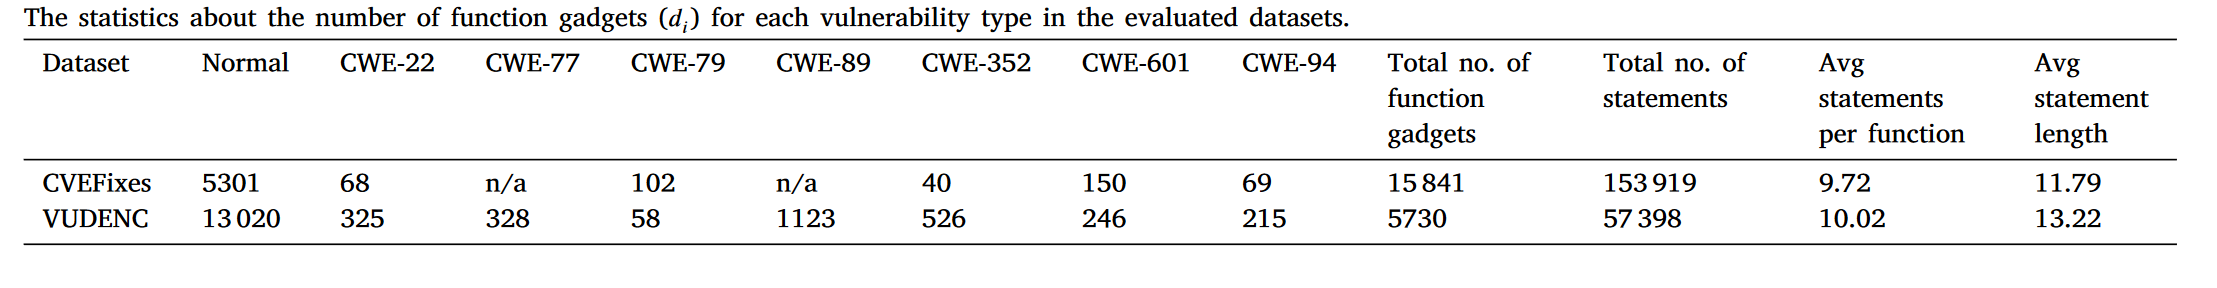 The statistics about the number of function gadgets (dᵢ) for each vulnerability type in the evaluated datasets.
Dataset Normal CWE-22 CWE-77 CWE-79 CWE-89 CWE-352 CWE-601 CWE-94 Total no. of Total no. of Avg Avg
function statements statements statement
gadgets per function length
CVEFixes 5301 68 n/a 102 n/a 40 150 69 15 841 153 919 9.72 11.79
VUDENC 13 020 325 328 58 1123 526 246 215 5730 57 398 10.02 13.22